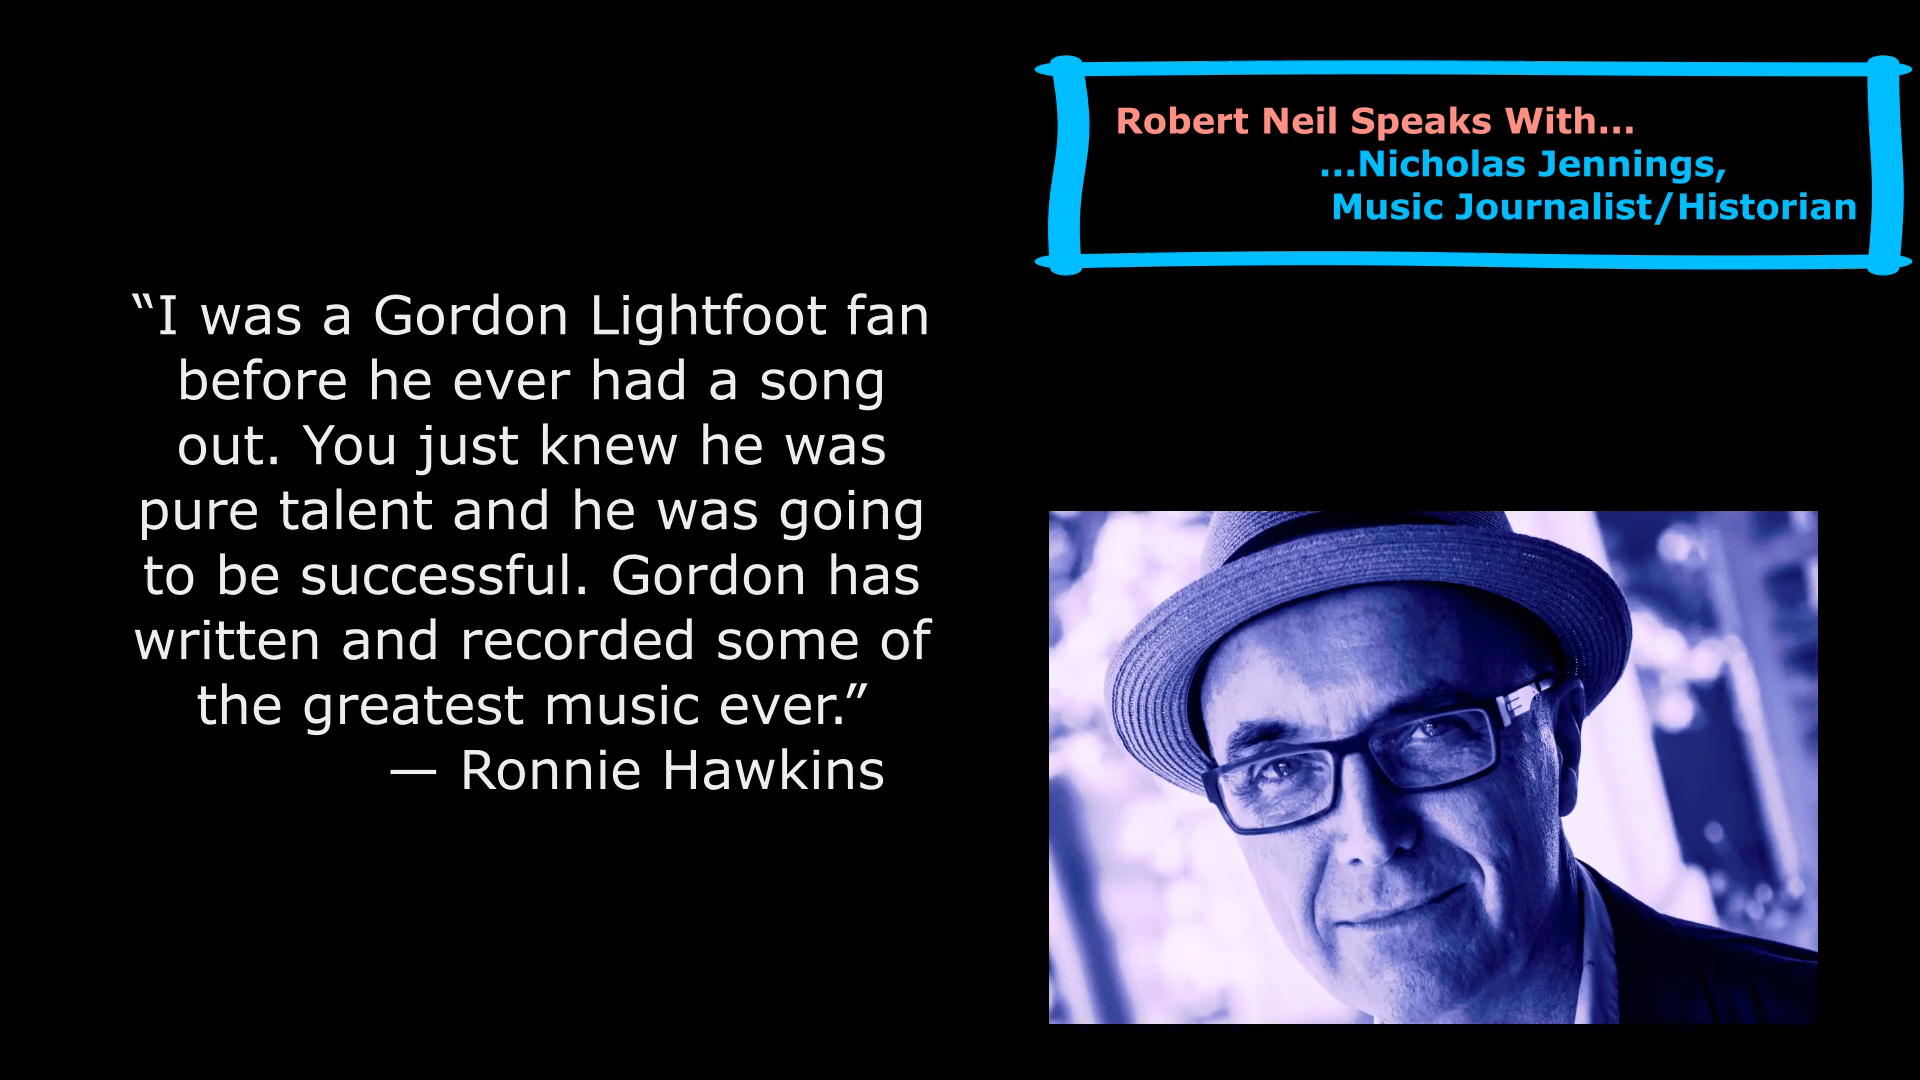 Robert Neil Speaks With...
...Nicholas Jennings,
Music Journalist/Historian
“I was a Gordon Lightfoot fan
before he ever had a song
out. You just knew he was
pure talent and he was going
to be successful. Gordon has
written and recorded some of
the greatest music ever.”
— Ronnie Hawkins